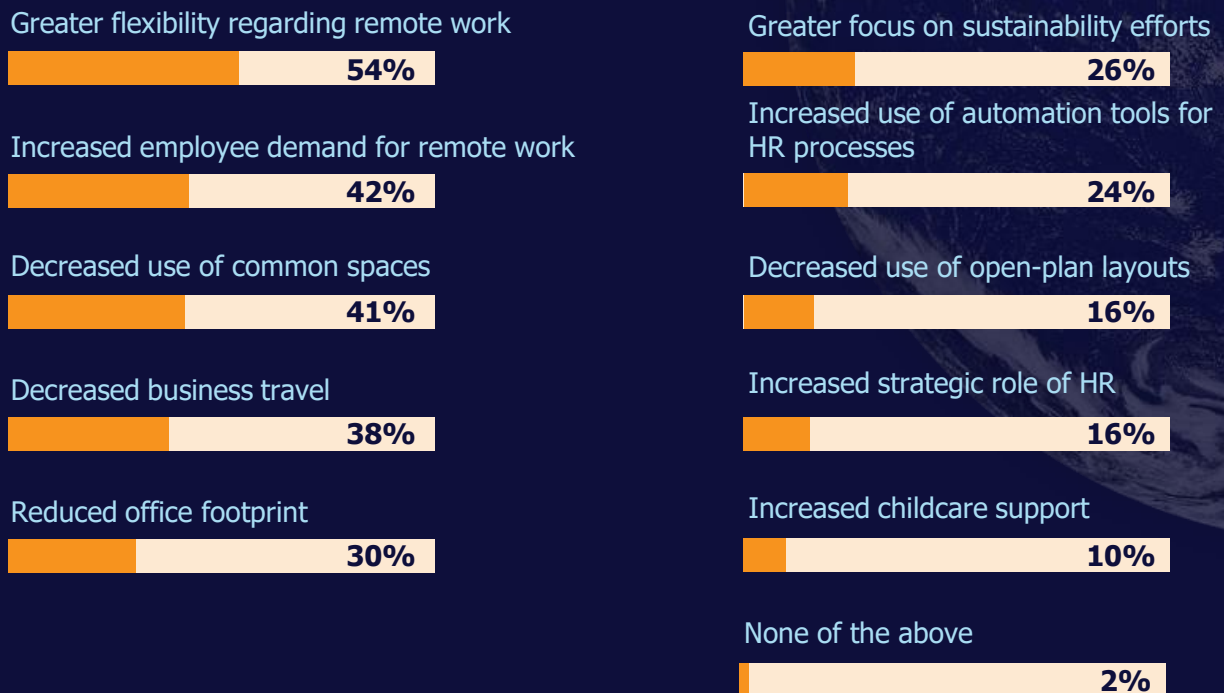 Greater flexibility regarding remote work
54%
Increased employee demand for remote work
42%
Decreased use of common spaces
41%
Decreased business travel
38%
Reduced office footprint
30%
Greater focus on sustainability efforts
26%
Increased use of automation tools for
HR processes
24%
Decreased use of open-plan layouts
16%
Increased strategic role of HR
16%
Increased childcare support
10%
None of the above
2%